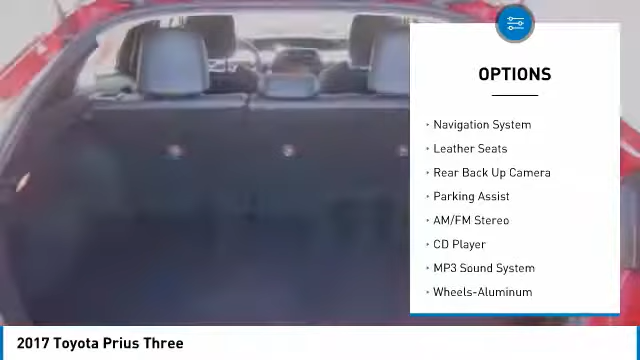 OPTIONS
· Navigation System
· Leather Seats
· Rear Back Up Camera
· Parking Assist
· AM/FM Stereo
· CD Player
· MP3 Sound System
· Wheels-Aluminum
2017 Toyota Prius Three